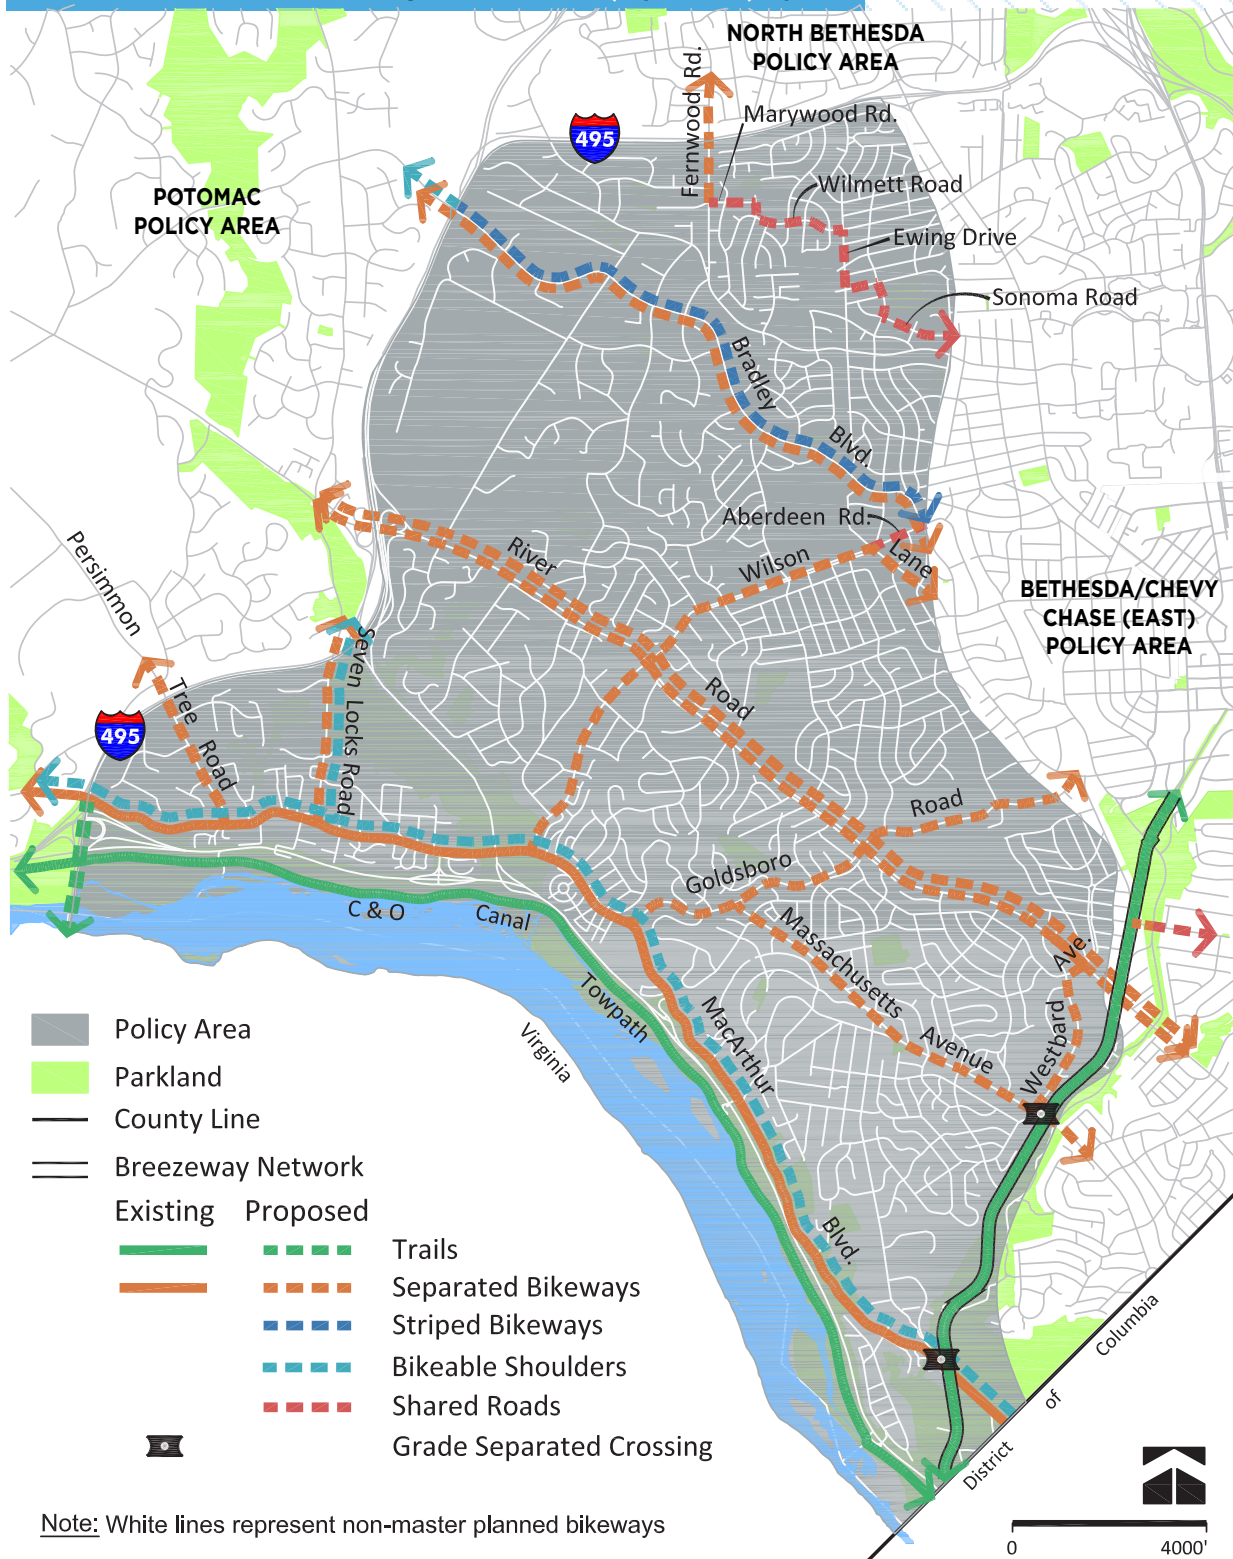 NORTH BETHESDA
POLICY AREA
Fernwood Rd.
Marywood Rd.
495
Wilmett Road
POTOMAC
POLICY AREA
Ewing Drive
Sonoma Road
Bradley
Blvd.
Aberdeen Rd.
River
Wilson
Lane
Persimmon
BETHESDA/CHEVY
CHASE (EAST)
POLICY AREA
Seven Locks Road
Tree
Road
Road
495
Road
Goldsboro
C & O
Canal
Massachusetts
Ave.
Towpath
MacArthur
Avenue
Westbard
Virginia
Policy Area
Parkland
County Line
Breezeway Network
Existing Proposed
Trails
Blvd.
Separated Bikeways
Striped Bikeways
Columbia
Bikeable Shoulders
of
Shared Roads
Grade Separated Crossing
District
Note: White lines represent non-master planned bikeways
0 4000'